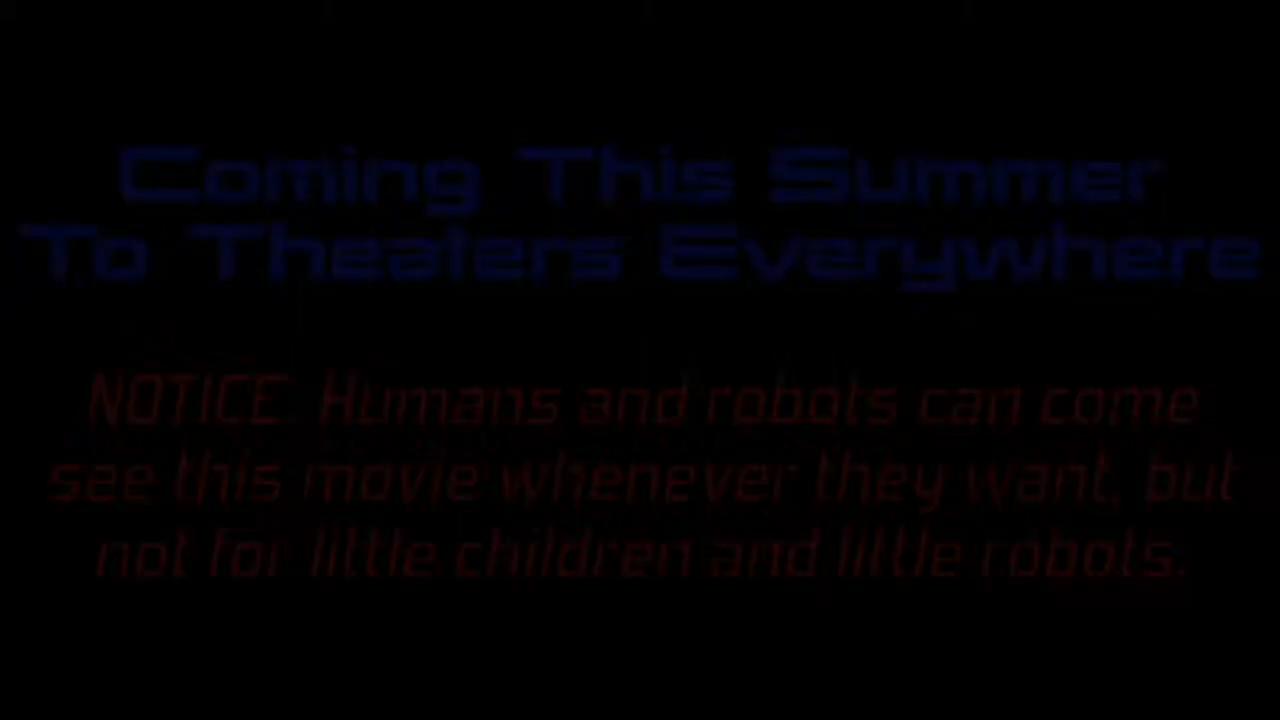 Coming This Summer
To Theaters Everywhere
NOTICE: Humans and robots can come
see this movie whenever they want, but
not for little children and little robots.